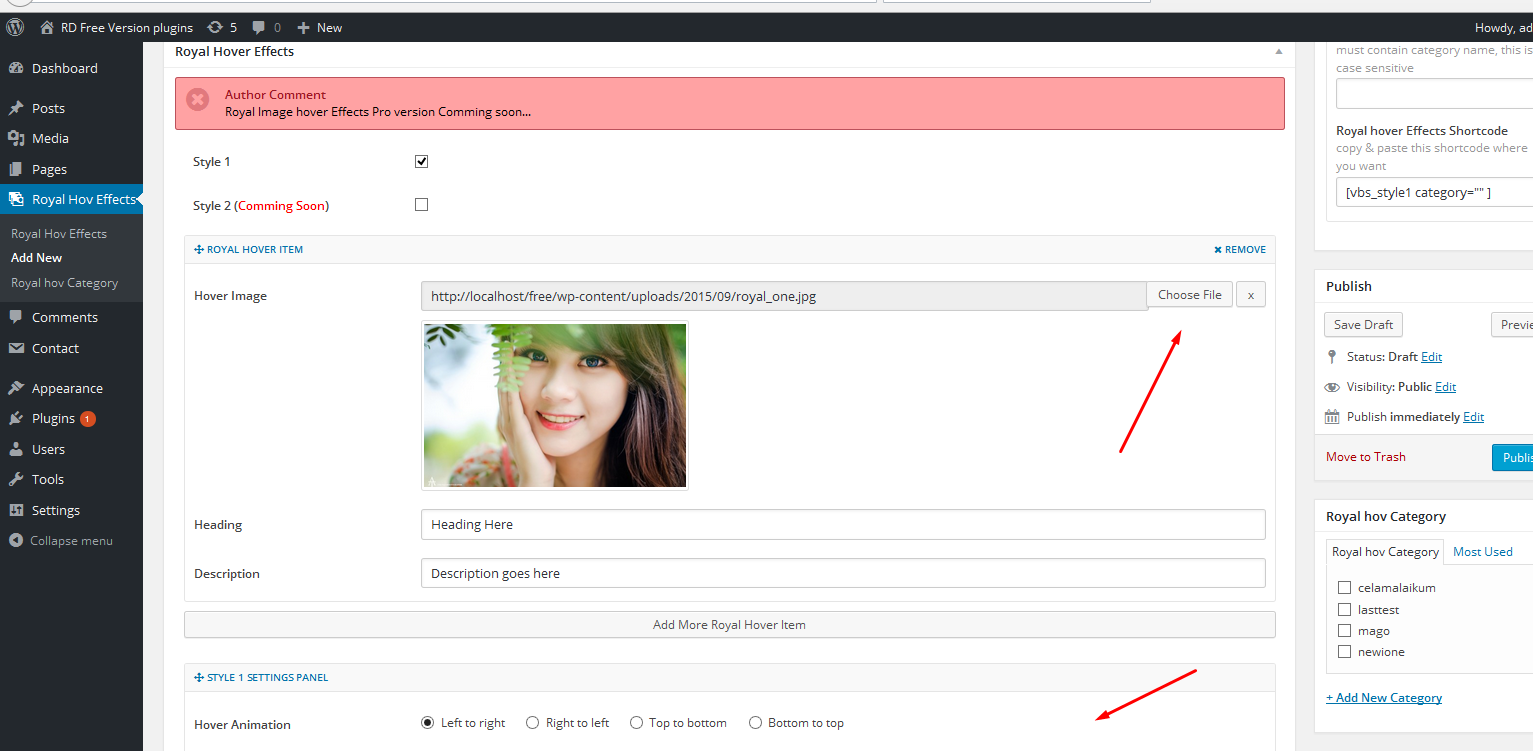 RD Free Version plugins 5 0 New
Howdy, ad
Dashboard
Posts
Media
Pages
Royal Hov Effects
Royal Hov Effects
Add New
Royal hov Category
Comments
Contact
Appearance
Plugins 1
Users
Tools
Settings
Collapse menu
Royal Hover Effects
Author Comment
Royal Image hover Effects Pro version Comming soon...
Style 1
Style 2 (Comming Soon)
ROYAL HOVER ITEM
REMOVE
Hover Image
http://localhost/free/wp-content/uploads/2015/09/royal_one.jpg
Choose File
x
Heading
Heading Here
Description
Description goes here
Add More Royal Hover Item
STYLE 1 SETTINGS PANEL
Hover Animation
Left to right Right to left Top to bottom Bottom to top
must contain category name, this is
case sensitive
Royal hover Effects Shortcode
copy & paste this shortcode where
you want
[vbs_style1 category="" ]
Publish
Save Draft
Previe
Status: Draft Edit
Visibility: Public Edit
Publish immediately Edit
Move to Trash
Publis
Royal hov Category
Royal hov Category Most Used
celamalaikum
lasttest
mago
newione
+ Add New Category